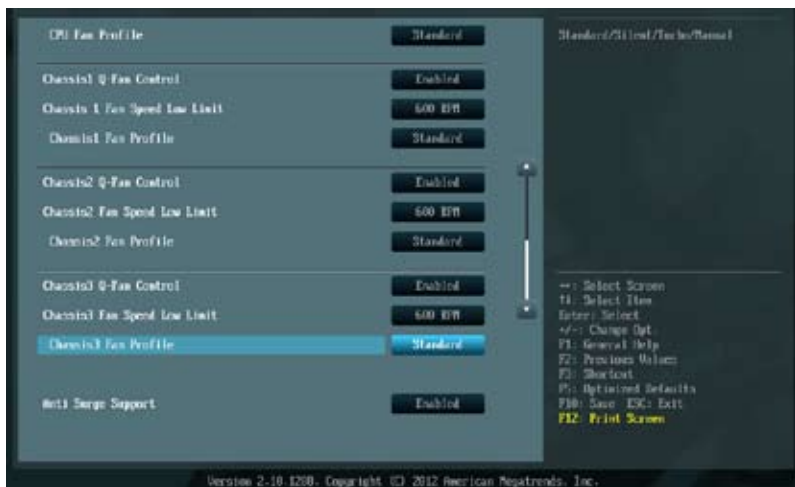 CPU Fan Profile Standard
Standard/Silent/Turbo/Manual
Chassis1 Q-Fan Control Enabled
Chassis 1 Fan Speed Low Limit 600 RPM
Chassis1 Fan Profile Standard
Chassis2 Q-Fan Control Enabled
Chassis2 Fan Speed Low Limit 600 RPM
Chassis2 Fan Profile Standard
Chassis3 Q-Fan Control Enabled
Chassis3 Fan Speed Low Limit 600 RPM
Chassis3 Fan Profile Standard
Anti Surge Support Enabled
→←: Select Screen
↑↓: Select Item
Enter: Select
+/-: Change Opt.
F1: General Help
F2: Previous Values
F3: Shortcut
F5: Optimized Defaults
F10: Save ESC: Exit
F12: Print Screen
Version 2.10.1208. Copyright (C) 2012 American Megatrends, Inc.